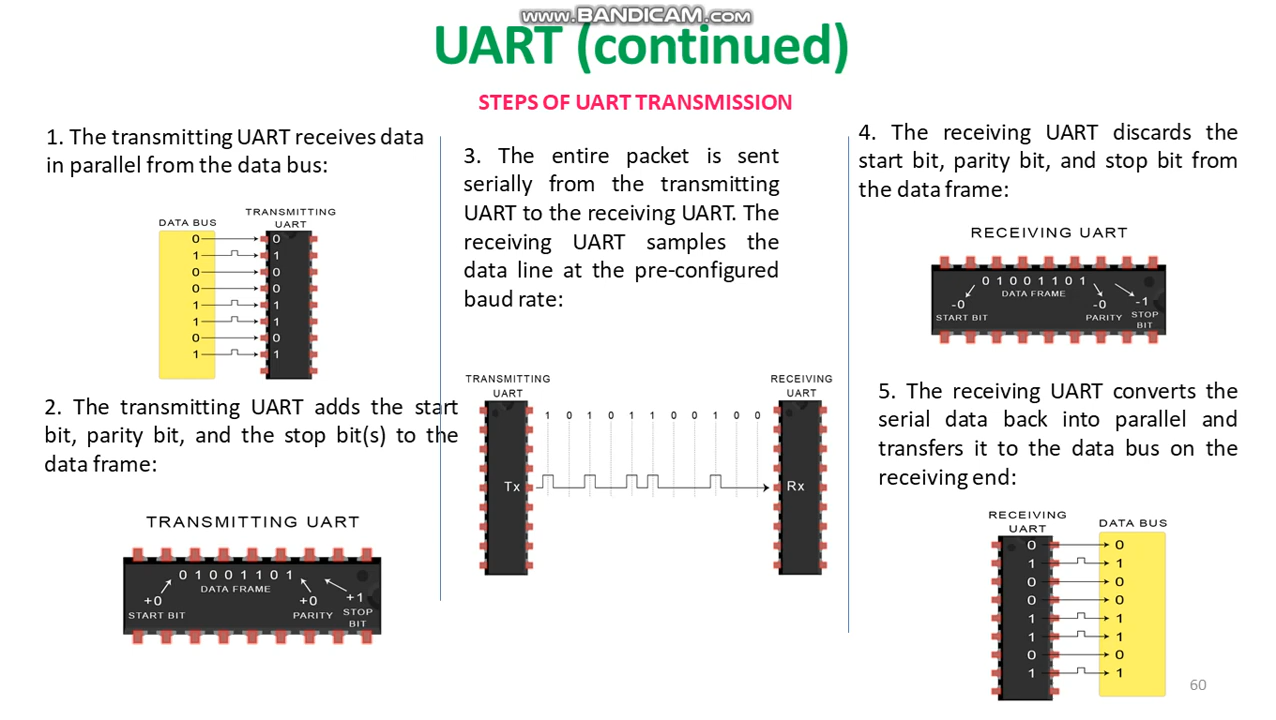 www.BANDICAM.com
UART (continued)
STEPS OF UART TRANSMISSION
1. The transmitting UART receives data
in parallel from the data bus:
DATA BUS
TRANSMITTING
UART
0 0
1 1
0 0
0 0
1 1
1 1
0 0
1 1
2. The transmitting UART adds the start
bit, parity bit, and the stop bit(s) to the
data frame:
TRANSMITTING UART
0 1 0 0 1 1 0 1
DATA FRAME
+0
START BIT
+0
PARITY
+1
STOP
BIT
3. The entire packet is sent
serially from the transmitting
UART to the receiving UART. The
receiving UART samples the
data line at the pre-configured
baud rate:
TRANSMITTING
UART
RECEIVING
UART
1 0 1 0 1 1 0 0 1 0 0
Tx
Rx
4. The receiving UART discards the
start bit, parity bit, and stop bit from
the data frame:
RECEIVING UART
0 1 0 0 1 1 0 1
DATA FRAME
-0
START BIT
-0
PARITY
-1
STOP
BIT
5. The receiving UART converts the
serial data back into parallel and
transfers it to the data bus on the
receiving end:
RECEIVING
UART
DATA BUS
0 0
1 1
0 0
0 0
1 1
1 1
0 0
1 1
60